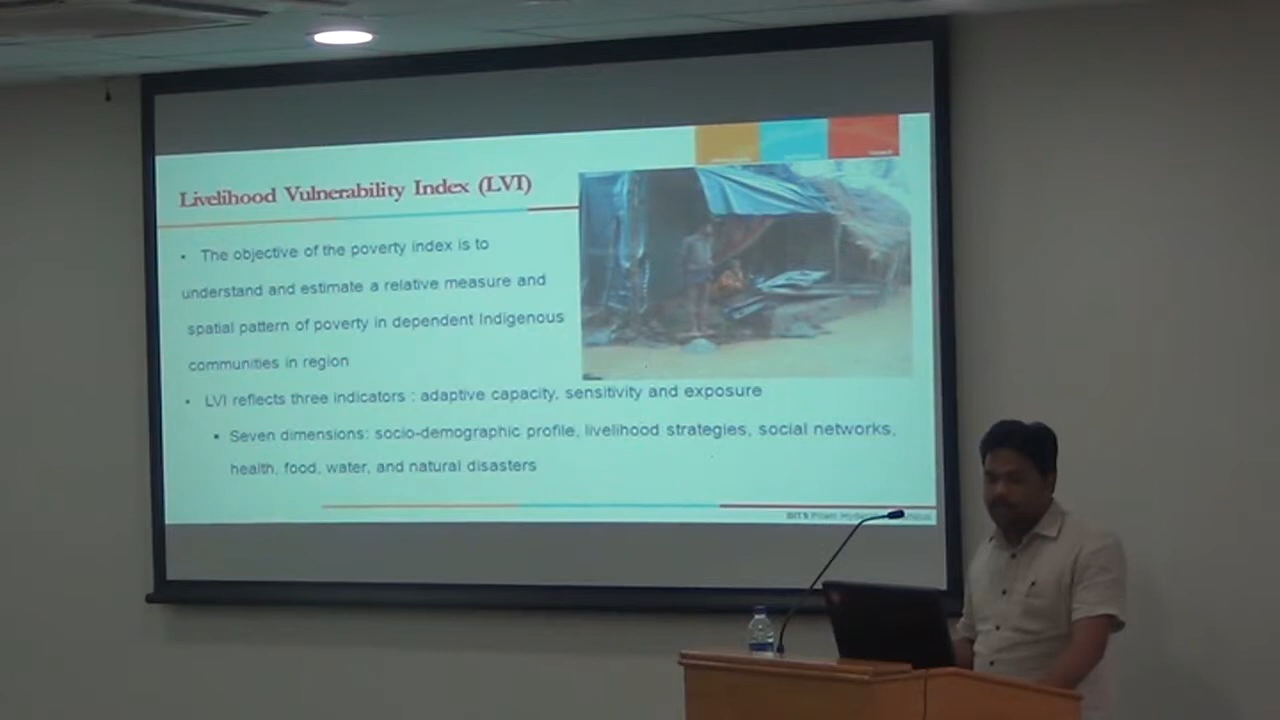 Livelihood Vulnerability Index (LVI)
• The objective of the poverty index is to
understand and estimate a relative measure and
spatial pattern of poverty in dependent Indigenous
communities in region
• LVI reflects three indicators : adaptive capacity, sensitivity and exposure
▪ Seven dimensions: socio-demographic profile, livelihood strategies, social networks,
health, food, water, and natural disasters